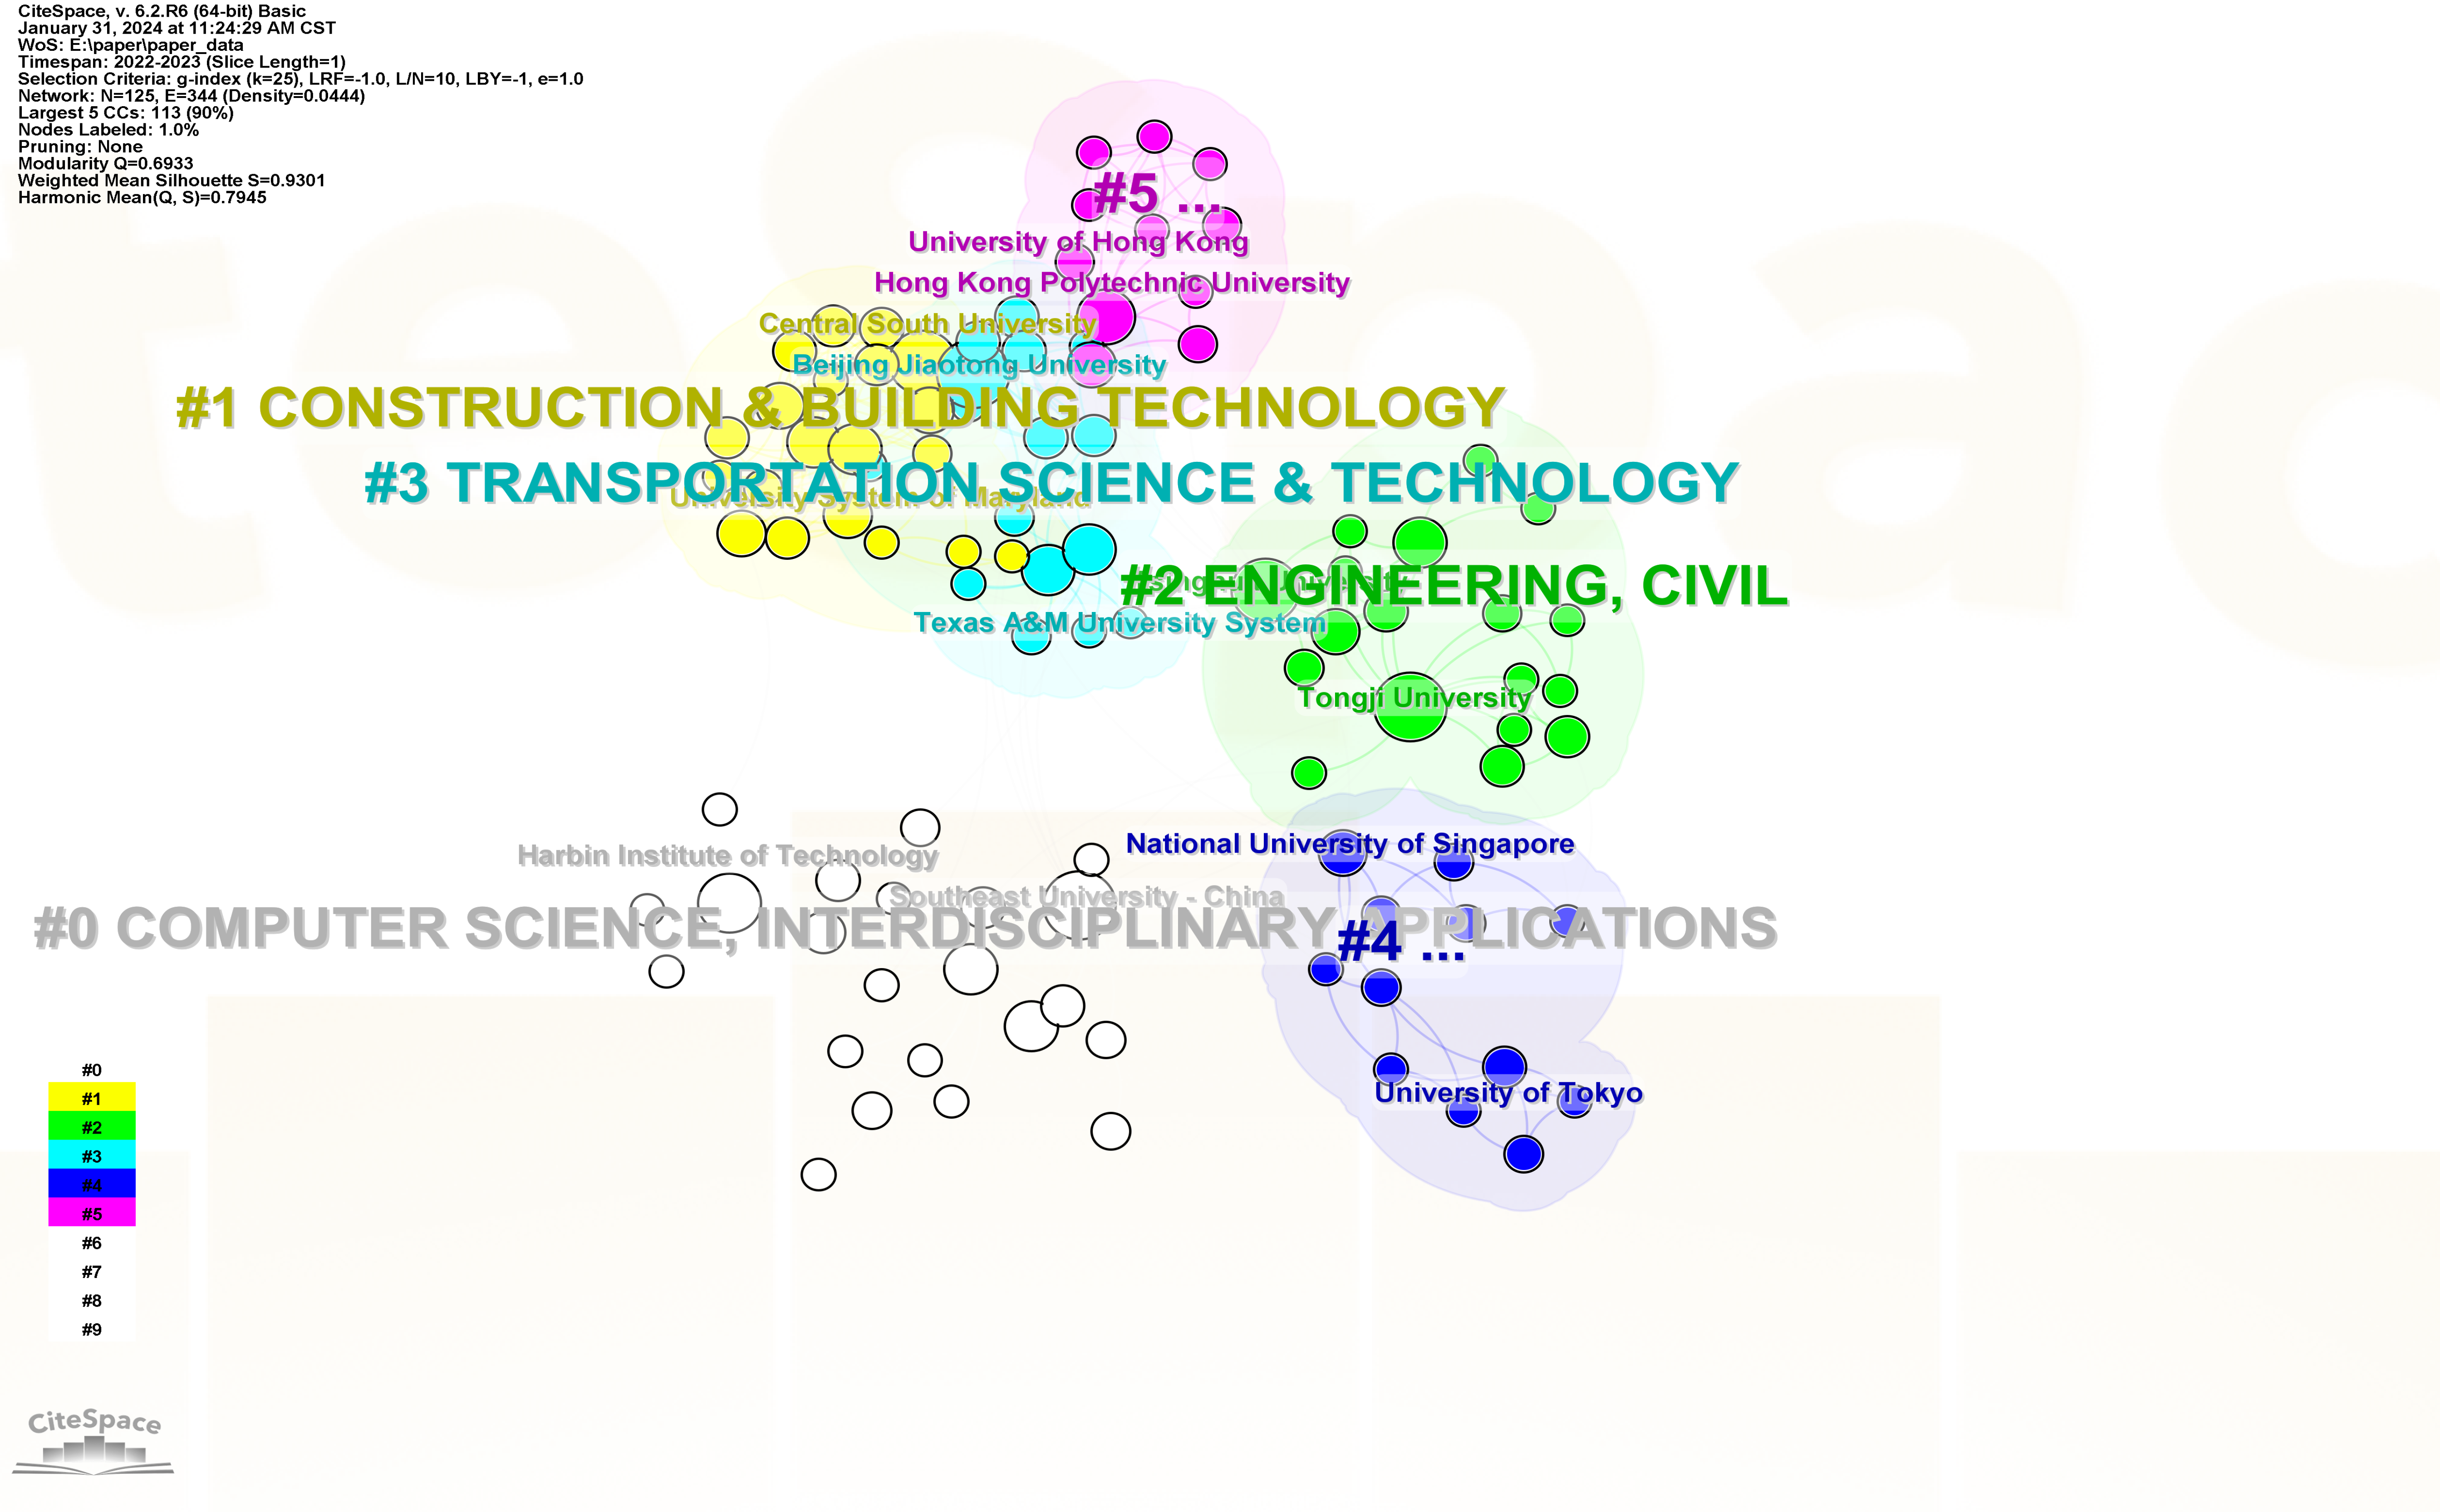 CiteSpace, v. 6.2.R6 (64-bit) Basic
January 31, 2024 at 11:24:29 AM CST
WoS: E:\paper\paper_data
Timespan: 2022-2023 (Slice Length=1)
Selection Criteria: g-index (k=25), LRF=-1.0, L/N=10, LBY=-1, e=1.0
Network: N=125, E=344 (Density=0.0444)
Largest 5 CCs: 113 (90%)
Nodes Labeled: 1.0%
Pruning: None
Modularity Q=0.6933
Weighted Mean Silhouette S=0.9301
Harmonic Mean(Q, S)=0.7945
#5 ...
University of Hong Kong
Hong Kong Polytechnic University
Central South University
Beijing Jiaotong University
#1 CONSTRUCTION & BUILDING TECHNOLOGY
#3 TRANSPORTATION SCIENCE & TECHNOLOGY
University System of Maryland
Tsinghua University
#2 ENGINEERING, CIVIL
Texas A&M University System
Tongji University
National University of Singapore
Harbin Institute of Technology
Southeast University - China
#0 COMPUTER SCIENCE, INTERDISCIPLINARY APPLICATIONS
#4 ...
University of Tokyo
#0
#1
#2
#3
#4
#5
#6
#7
#8
#9
CiteSpace